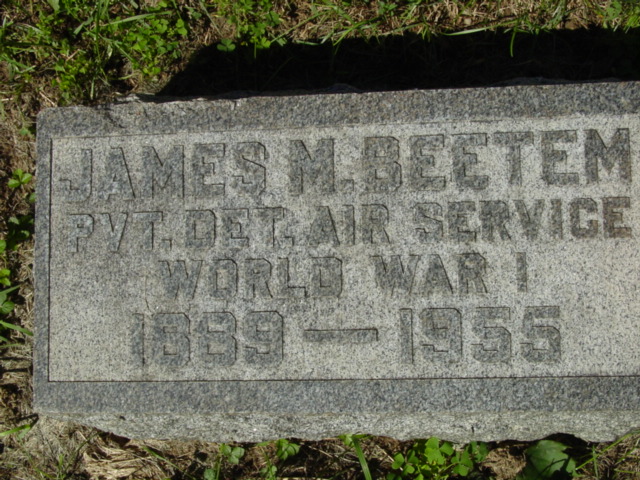 JAMES M. BEETEM
PVT. DET. AIR SERVICE
WORLD WAR I
1889 — 1955